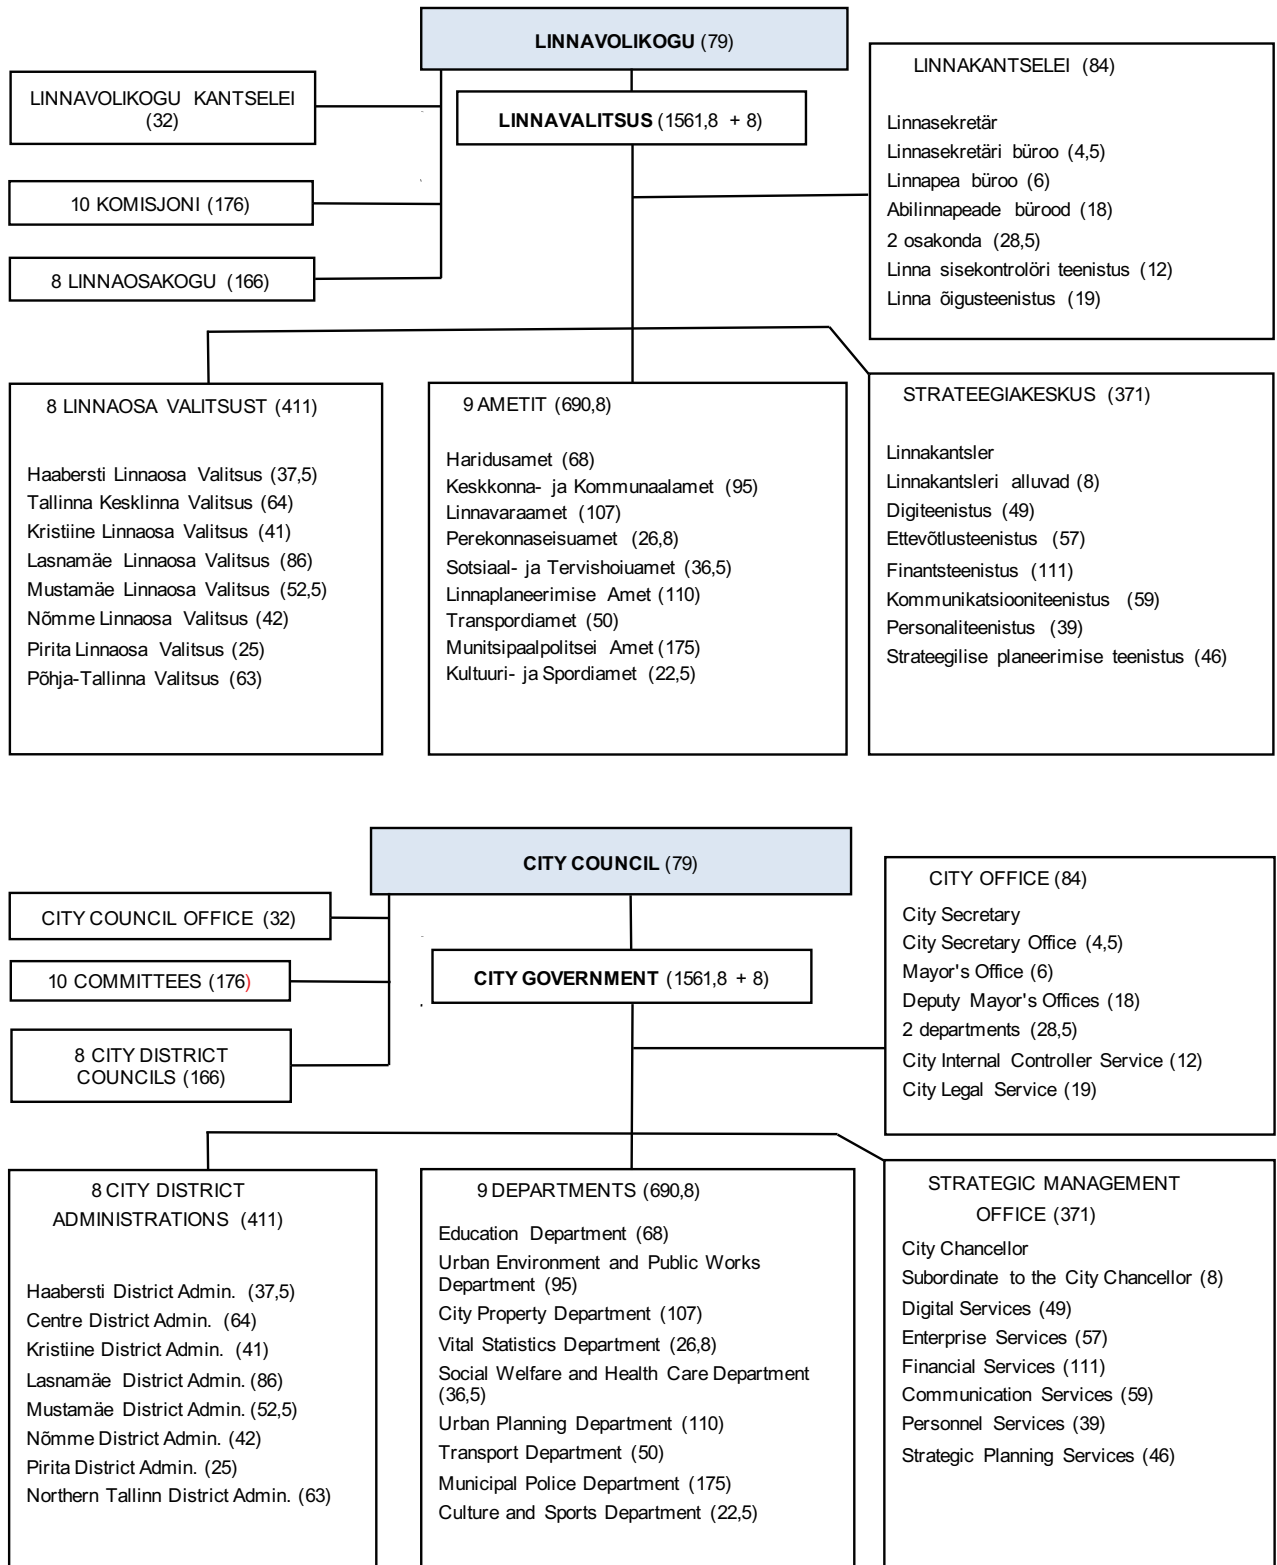 LINNAVOLIKOGU (79)
LINNAVOLIKOGU KANTSELEI
(32)
LINNAVALITSUS (1561,8 + 8)
10 KOMISJONI (176)
8 LINNAOSAKOGU (166)
LINNAKANTSELEI (84)
Linnasekretär
Linnasekretäri büroo (4,5)
Linnapea büroo (6)
Abilinnapeade bürood (18)
2 osakonda (28,5)
Linna sisekontrolöri teenistus (12)
Linna õigusteenistus (19)
8 LINNAOSA VALITSUST (411)
Haabersti Linnaosa Valitsus (37,5)
Tallinna Kesklinna Valitsus (64)
Kristiine Linnaosa Valitsus (41)
Lasnamäe Linnaosa Valitsus (86)
Mustamäe Linnaosa Valitsus (52,5)
Nõmme Linnaosa Valitsus (42)
Pirita Linnaosa Valitsus (25)
Põhja-Tallinna Valitsus (63)
9 AMETIT (690,8)
Haridusamet (68)
Keskkonna- ja Kommunaalamet (95)
Linnavaraamet (107)
Perekonnaseisuamet (26,8)
Sotsiaal- ja Tervishoiuamet (36,5)
Linnaplaneerimise Amet (110)
Transpordiamet (50)
Munitsipaalpolitsei Amet (175)
Kultuuri- ja Spordiamet (22,5)
STRATEEGIAKESKUS (371)
Linnakantsler
Linnakantsleri alluvad (8)
Digiteenistus (49)
Ettevõtlusteenistus (57)
Finantsteenistus (111)
Kommunikatsiooniteenistus (59)
Personaliteenistus (39)
Strateegilise planeerimise teenistus (46)
CITY COUNCIL (79)
CITY COUNCIL OFFICE (32)
10 COMMITTEES (176)
8 CITY DISTRICT
COUNCILS (166)
CITY GOVERNMENT (1561,8 + 8)
CITY OFFICE (84)
City Secretary
City Secretary Office (4,5)
Mayor's Office (6)
Deputy Mayor's Offices (18)
2 departments (28,5)
City Internal Controller Service (12)
City Legal Service (19)
8 CITY DISTRICT
ADMINISTRATIONS (411)
Haabersti District Admin. (37,5)
Centre District Admin. (64)
Kristiine District Admin. (41)
Lasnamäe District Admin. (86)
Mustamäe District Admin. (52,5)
Nõmme District Admin. (42)
Pirita District Admin. (25)
Northern Tallinn District Admin. (63)
9 DEPARTMENTS (690,8)
Education Department (68)
Urban Environment and Public Works
Department (95)
City Property Department (107)
Vital Statistics Department (26,8)
Social Welfare and Health Care Department
(36,5)
Urban Planning Department (110)
Transport Department (50)
Municipal Police Department (175)
Culture and Sports Department (22,5)
STRATEGIC MANAGEMENT
OFFICE (371)
City Chancellor
Subordinate to the City Chancellor (8)
Digital Services (49)
Enterprise Services (57)
Financial Services (111)
Communication Services (59)
Personnel Services (39)
Strategic Planning Services (46)